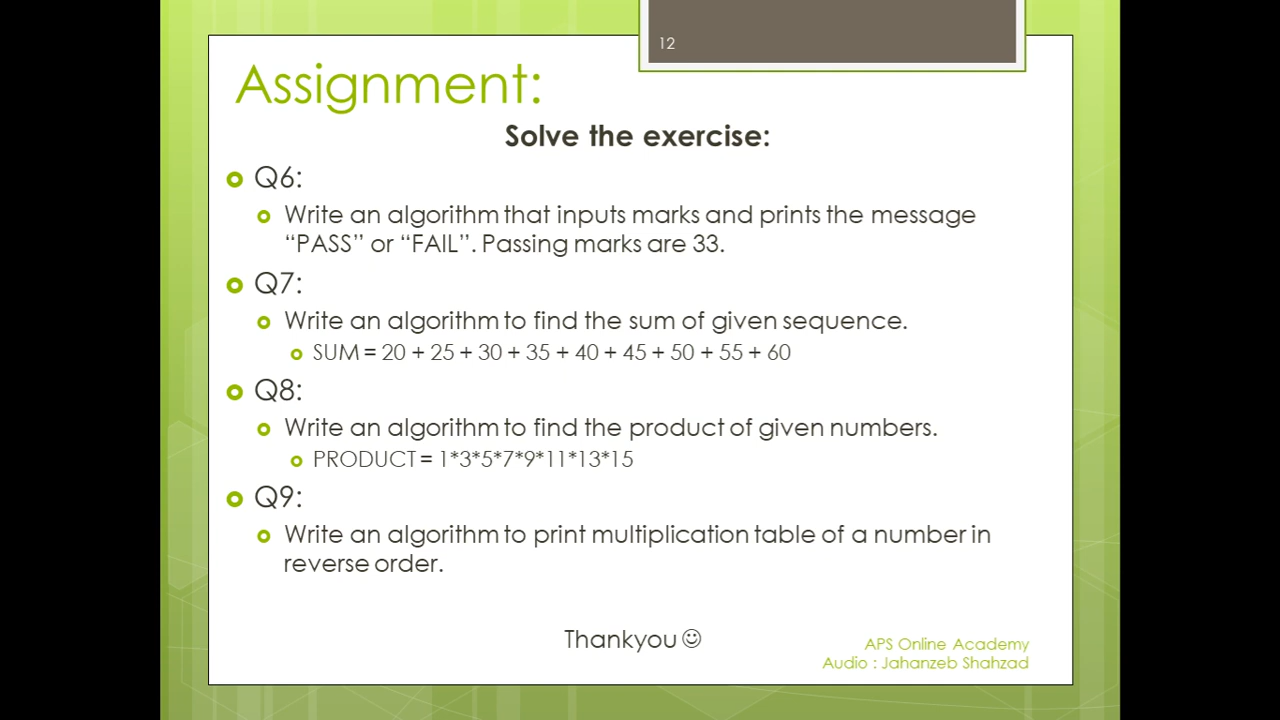 12
Assignment:
Solve the exercise:
Q6:
Write an algorithm that inputs marks and prints the message
“PASS” or “FAIL”. Passing marks are 33.
Q7:
Write an algorithm to find the sum of given sequence.
SUM = 20 + 25 + 30 + 35 + 40 + 45 + 50 + 55 + 60
Q8:
Write an algorithm to find the product of given numbers.
PRODUCT = 1*3*5*7*9*11*13*15
Q9:
Write an algorithm to print multiplication table of a number in
reverse order.
Thankyou☺
APS Online Academy
Audio : Jahanzeb Shahzad